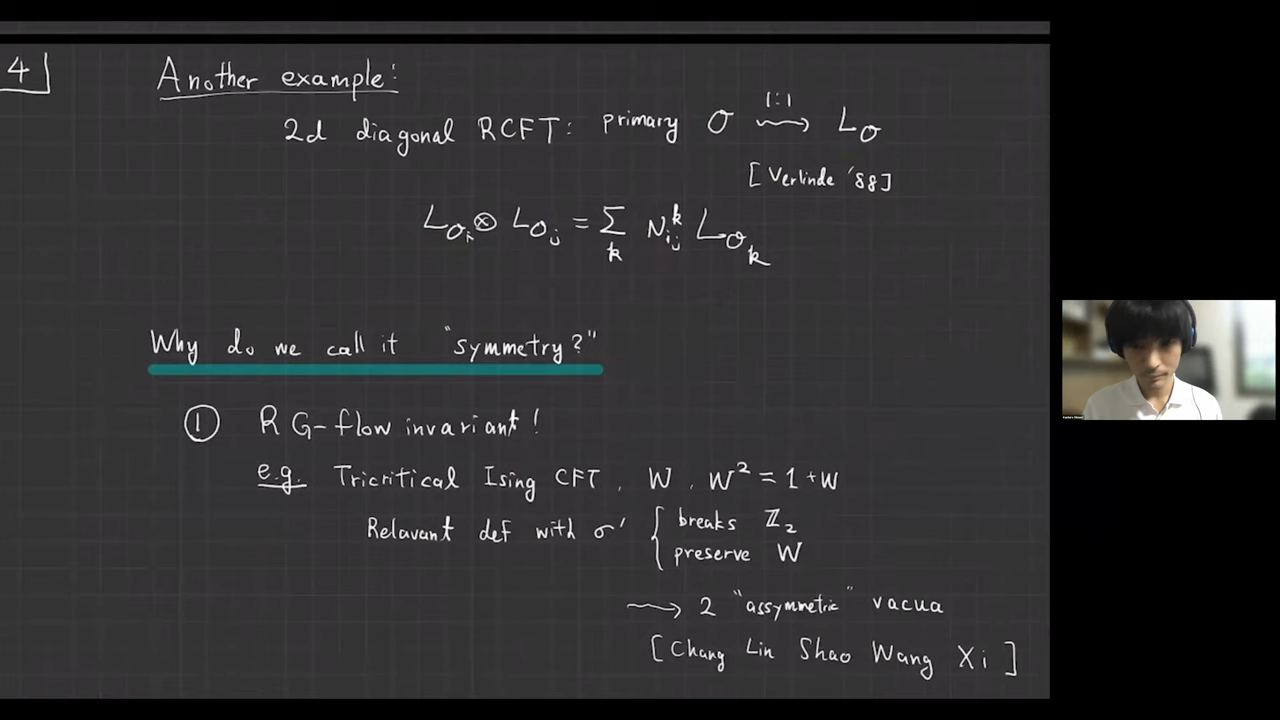 4
Another example:
2d diagonal RCFT: primary O 1:1 ⇝ L_O
[Verlinde '88]
L_{O_i} ⊗ L_{O_j} = Σ_k N_{ij}^k L_{O_k}
Why do we call it "symmetry?"
① RG-flow invariant!
e.g. Tricritical Ising CFT, W, W² = 1 + W
Relavant def with σ' { breaks ℤ₂
preserve W
⇝ 2 "assymmetric" vacua
[Chang Lin Shao Wang Xi]